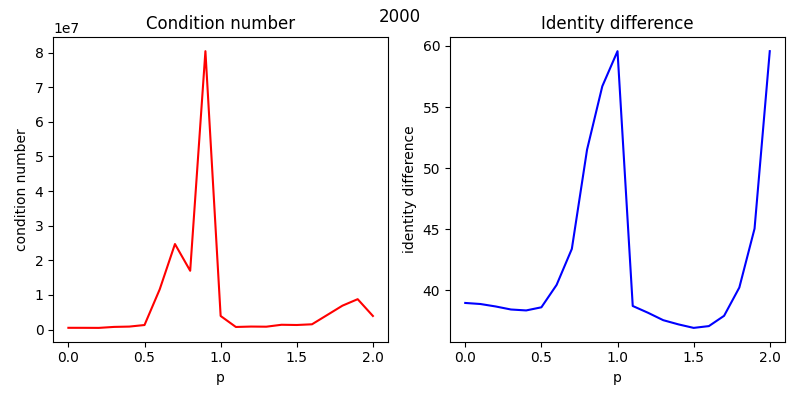 2000
Condition number
Identity difference
1e7
8
7
6
5
4
3
2
1
0
condition number
0.0 0.5 1.0 1.5 2.0
p
60
55
50
45
40
identity difference
0.0 0.5 1.0 1.5 2.0
p